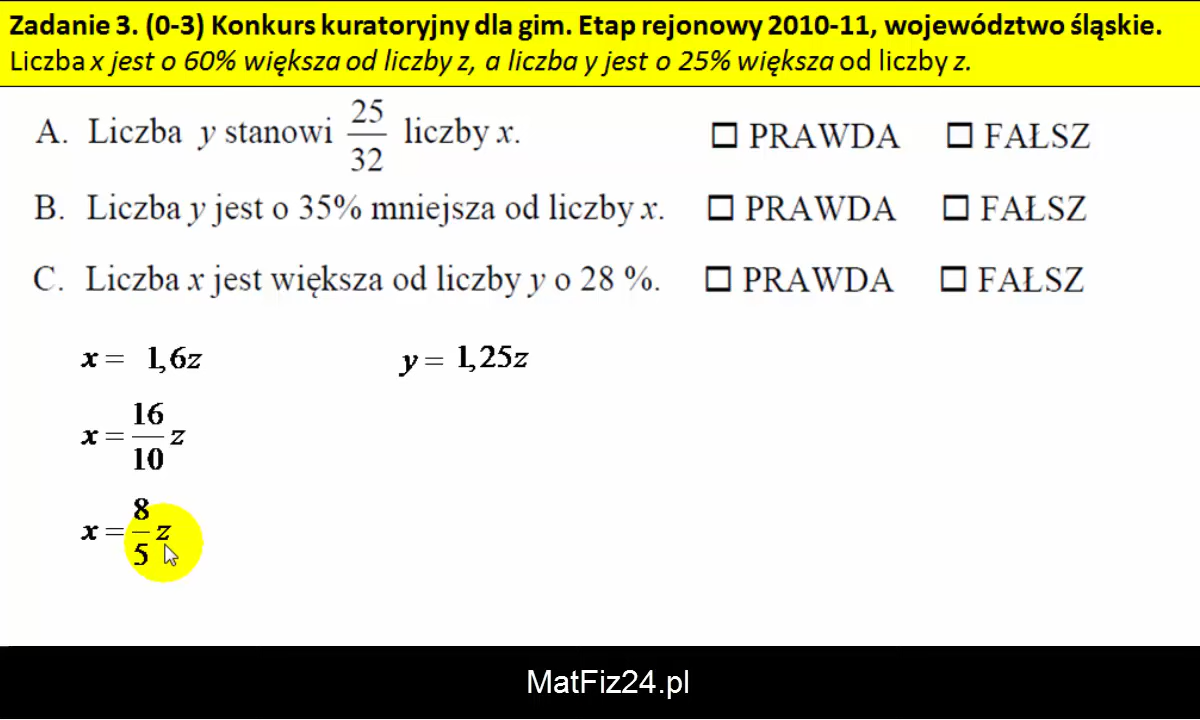 Zadanie 3. (0-3) Konkurs kuratoryjny dla gim. Etap rejonowy 2010-11, województwo śląskie.
Liczba x jest o 60% większa od liczby z, a liczba y jest o 25% większa od liczby z.
A. Liczba y stanowi 25/32 liczby x. □ PRAWDA □ FAŁSZ
B. Liczba y jest o 35% mniejsza od liczby x. □ PRAWDA □ FAŁSZ
C. Liczba x jest większa od liczby y o 28 %. □ PRAWDA □ FAŁSZ
x = 1,6z y = 1,25z
x = 16/10 z
x = 8/5 z
MatFiz24.pl